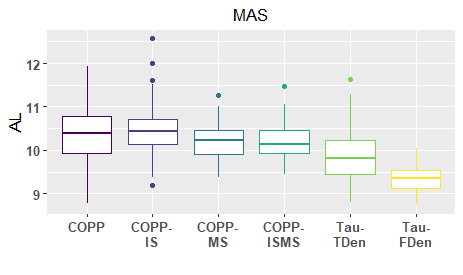 MAS
AL
12
11
10
9
COPP
COPP-
IS
COPP-
MS
COPP-
ISMS
Tau-
TDen
Tau-
FDen